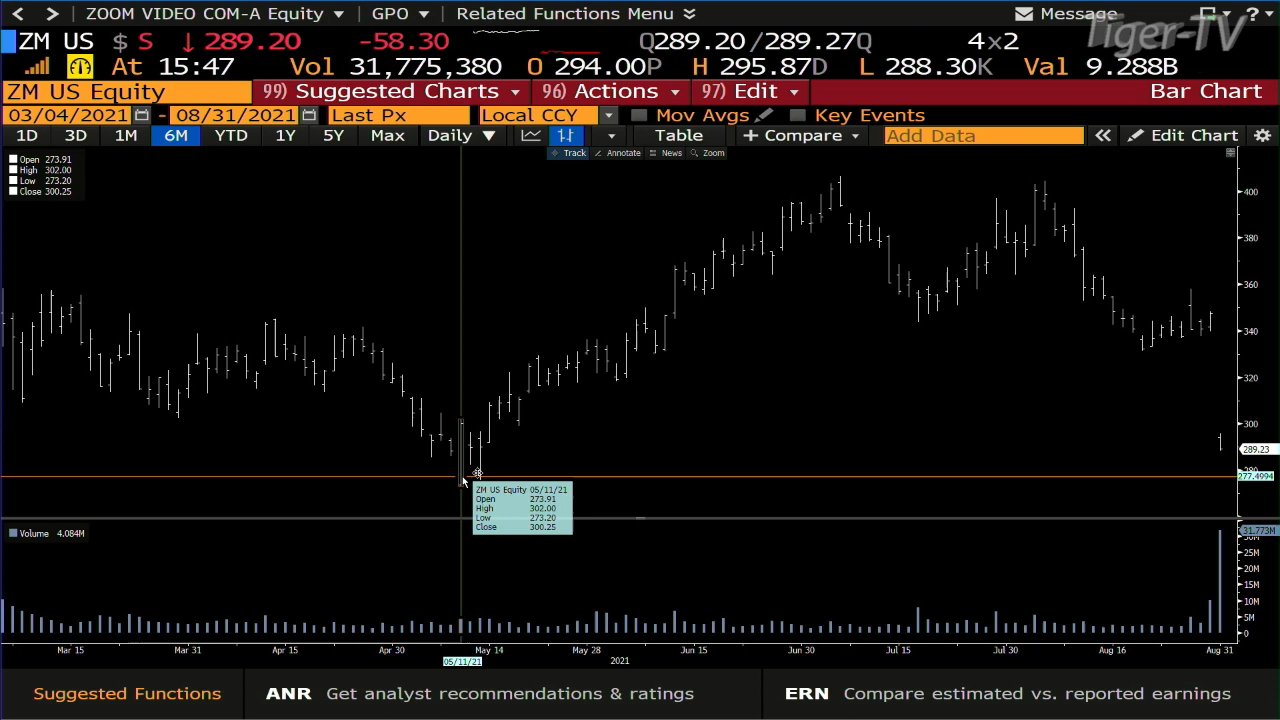 < > ZOOM VIDEO COM-A Equity GPO Related Functions Menu Message ?
Tiger-TV
ZM US $ S ↓ 289.20 -58.30 Q289.20/289.27Q 4×2
At 15:47 Vol 31,775,380 O 294.00P H 295.87D L 288.30K Val 9.288B
ZM US Equity 99) Suggested Charts 96) Actions 97) Edit Bar Chart
03/04/2021 - 08/31/2021 Last Px Local CCY Mov Avgs Key Events
1D 3D 1M 6M YTD 1Y 5Y Max Daily ▼ Table + Compare Add Data « Edit Chart
Track Annotate News Zoom
Open 273.91
High 302.00
Low 273.20
Close 300.25
400
380
360
340
320
300
289.23
280
277.4994
ZM US Equity 05/11/21
Open 273.91
High 302.00
Low 273.20
Close 300.25
Volume 4.084M
31.773M
30M
25M
20M
15M
10M
5M
0
Mar 15 Mar 31 Apr 15 Apr 30 May 14 May 28 Jun 15 Jun 30 Jul 15 Jul 30 Aug 16 Aug 31
05/11/21 2021
Suggested Functions ANR Get analyst recommendations & ratings ERN Compare estimated vs. reported earnings